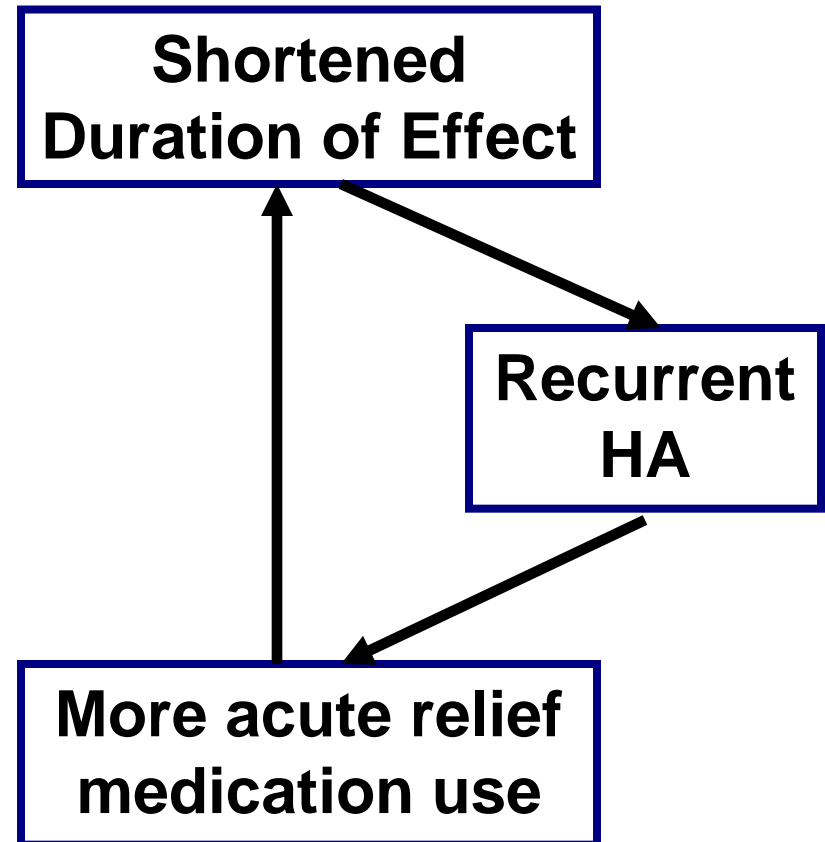 Shortened
Duration of Effect
Recurrent
HA
More acute relief
medication use